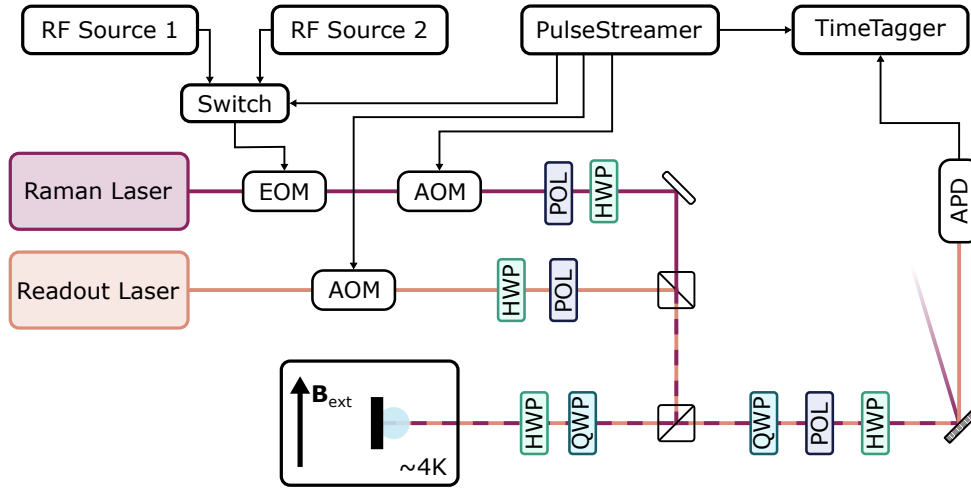 RF Source 1
RF Source 2
PulseStreamer
TimeTagger
Switch
Raman Laser
EOM
AOM
POL
HWP
APD
Readout Laser
AOM
HWP
POL
B_ext
~4K
HWP
QWP
QWP
POL
HWP